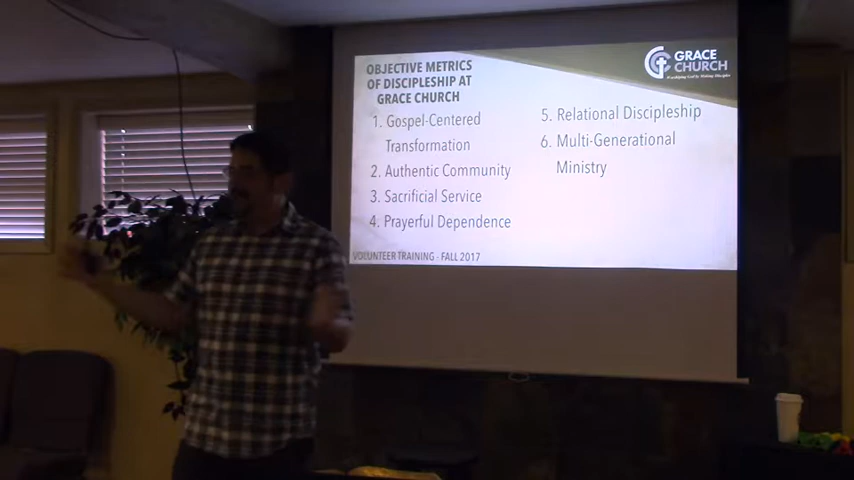 OBJECTIVE METRICS
OF DISCIPLESHIP AT
GRACE CHURCH
1. Gospel-Centered
Transformation
2. Authentic Community
3. Sacrificial Service
4. Prayerful Dependence
5. Relational Discipleship
6. Multi-Generational
Ministry
GRACE
CHURCH
VOLUNTEER TRAINING - FALL 2017